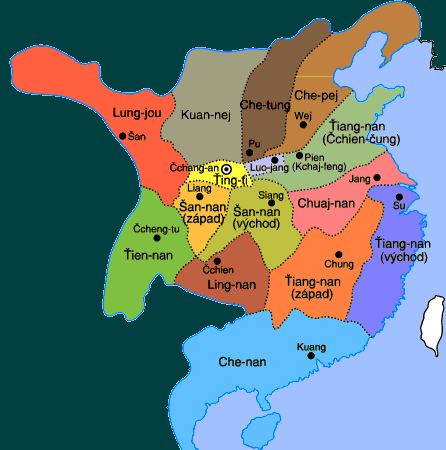 Lung-jou
Kuan-nej
Che-tung
Che-pej
Šan
Wej
Pu
Ťiang-nan
(Čchien-čung)
Čcheng-an
Luo-jang
Pien
(Kchaj-feng)
Ťing-ťi
Liang
Šan-nan
(západ)
Siang
Šan-nan
(východ)
Jang
Chuaj-nan
Su
Čcheng-tu
Ťien-nan
Ťiang-nan
(východ)
Čchien
Chung
Ling-nan
Ťiang-nan
(západ)
Kuang
Che-nan